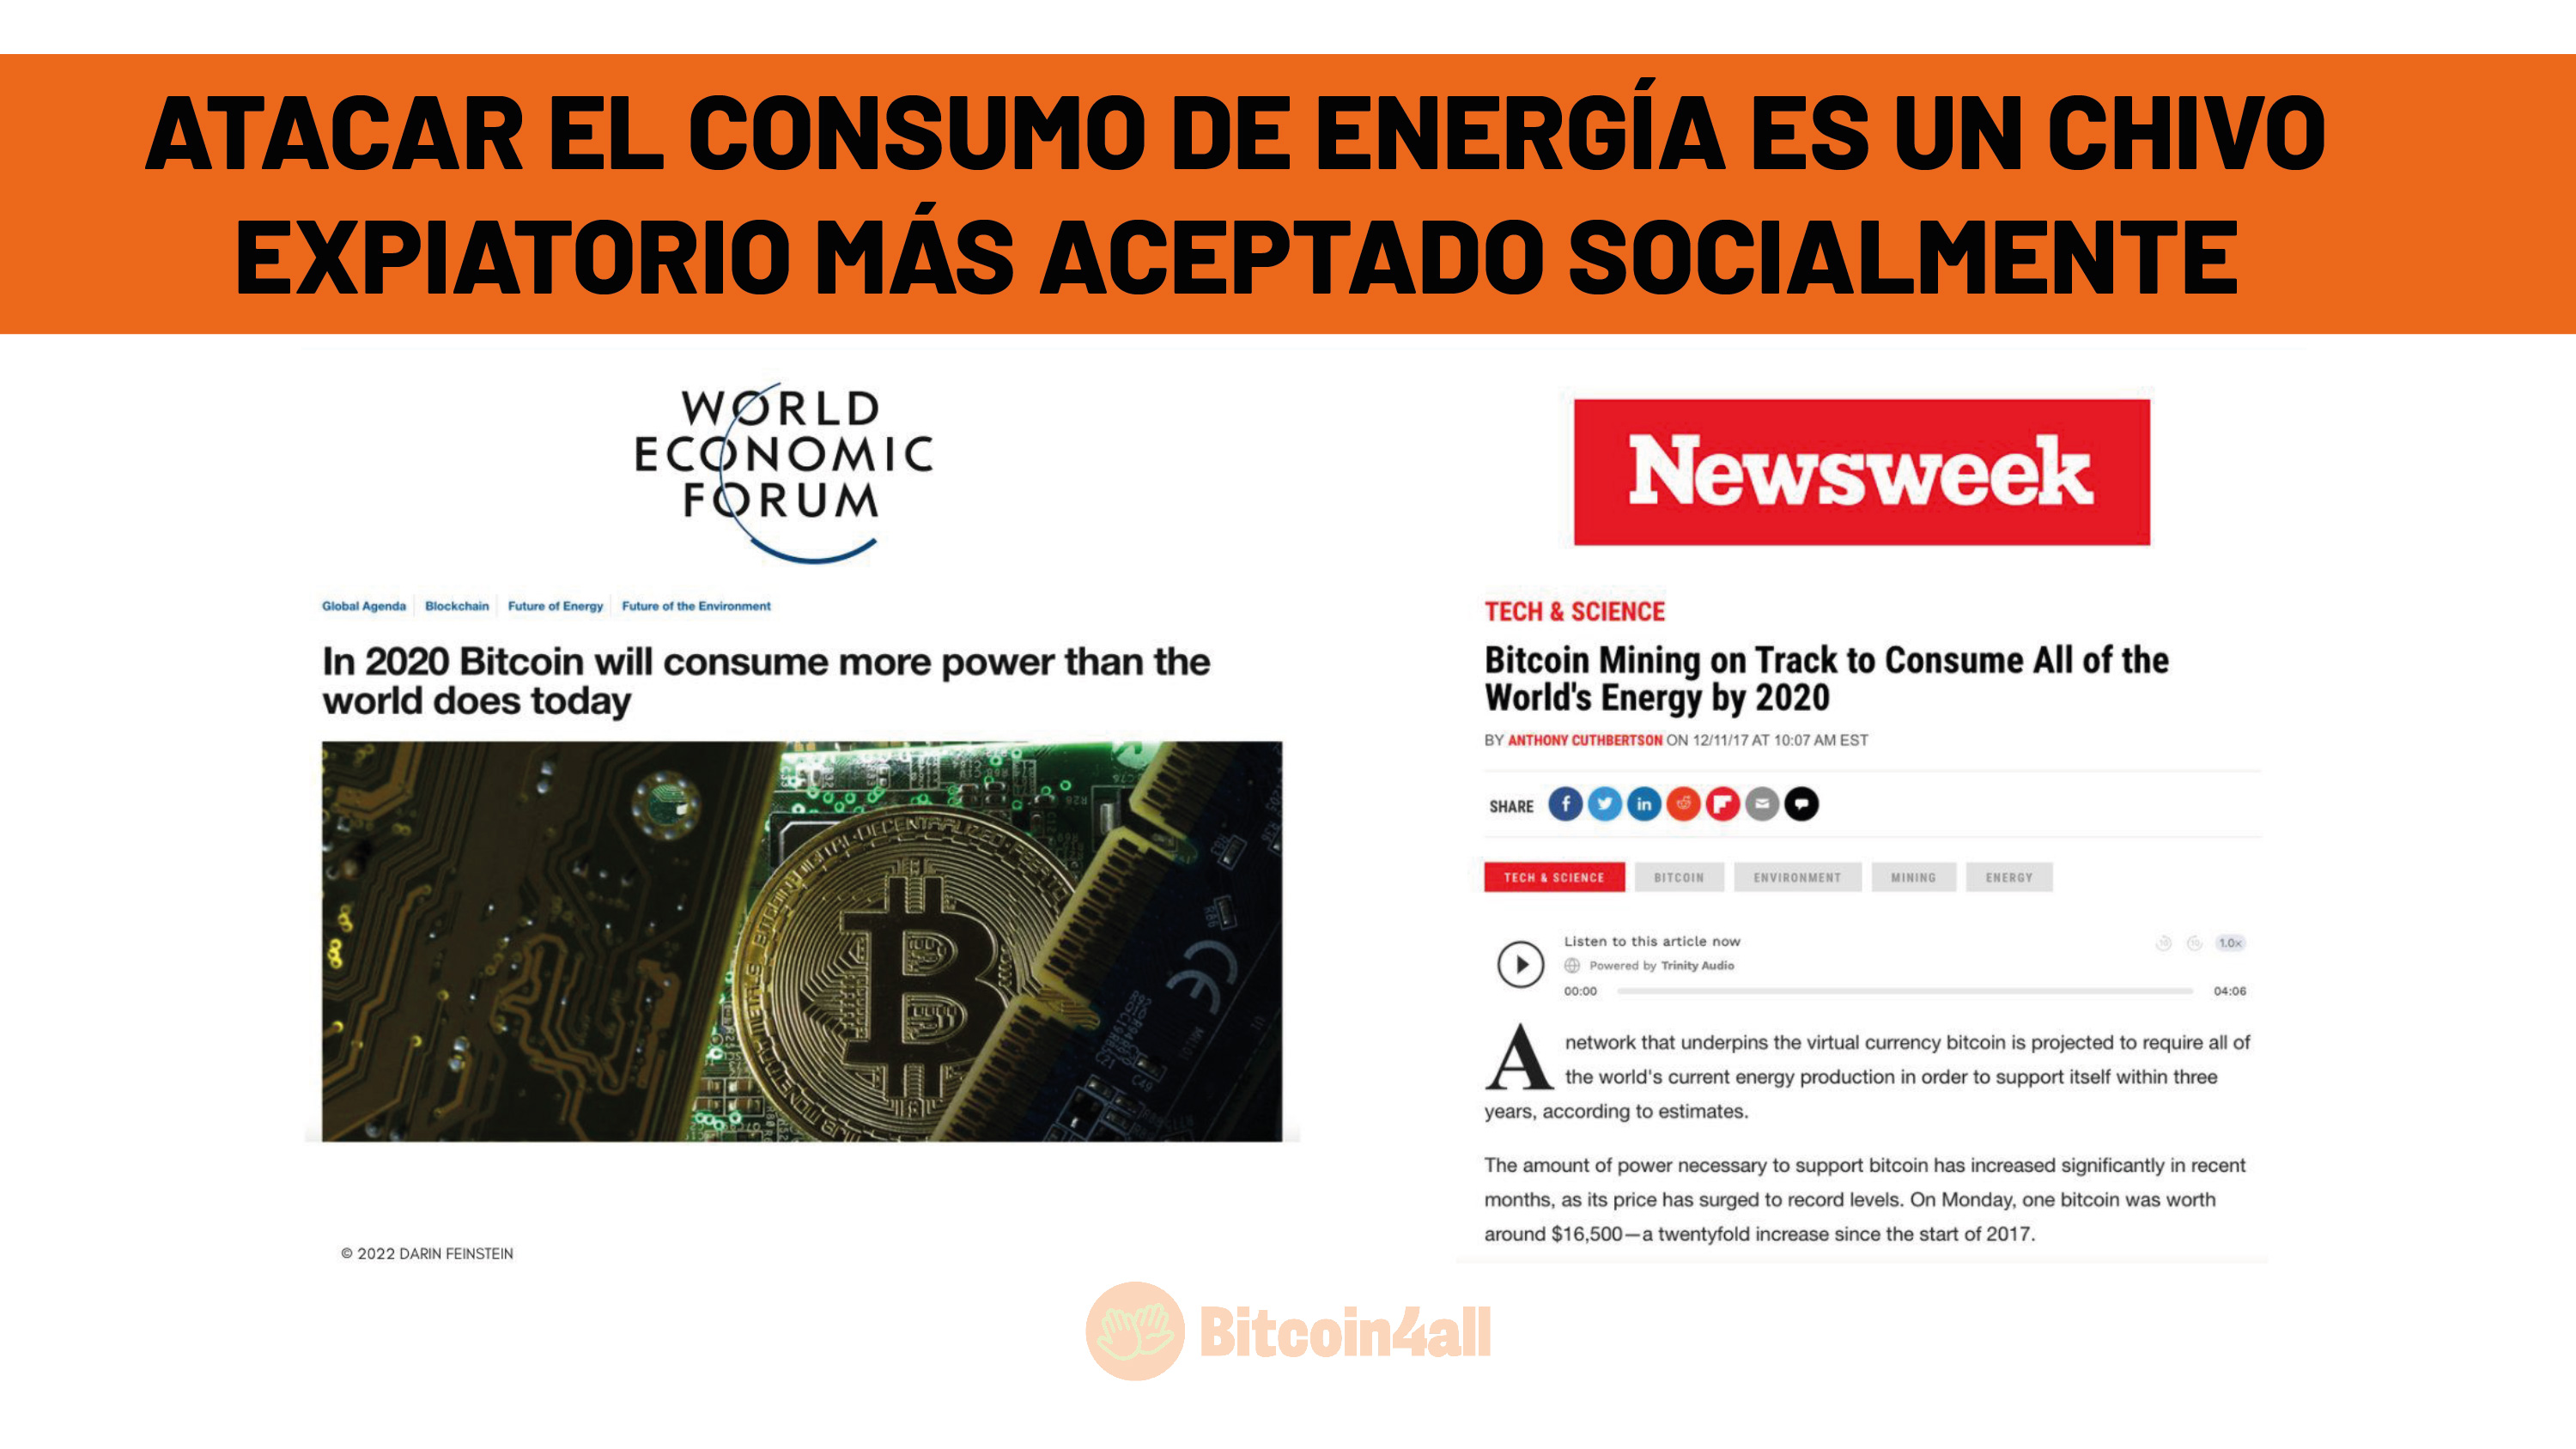 ATACAR EL CONSUMO DE ENERGÍA ES UN CHIVO
EXPIATORIO MÁS ACEPTADO SOCIALMENTE
WORLD
ECONOMIC
FORUM
Global Agenda Blockchain Future of Energy Future of the Environment
In 2020 Bitcoin will consume more power than the
world does today
© 2022 DARIN FEINSTEIN
Newsweek
TECH & SCIENCE
Bitcoin Mining on Track to Consume All of the
World's Energy by 2020
BY ANTHONY CUTHBERTSON ON 12/11/17 AT 10:07 AM EST
SHARE
TECH & SCIENCE BITCOIN ENVIRONMENT MINING ENERGY
Listen to this article now
1.0x
Powered by Trinity Audio
00:00 04:06
A network that underpins the virtual currency bitcoin is projected to require all of
the world's current energy production in order to support itself within three
years, according to estimates.
The amount of power necessary to support bitcoin has increased significantly in recent
months, as its price has surged to record levels. On Monday, one bitcoin was worth
around $16,500—a twentyfold increase since the start of 2017.
Bitcoin4all